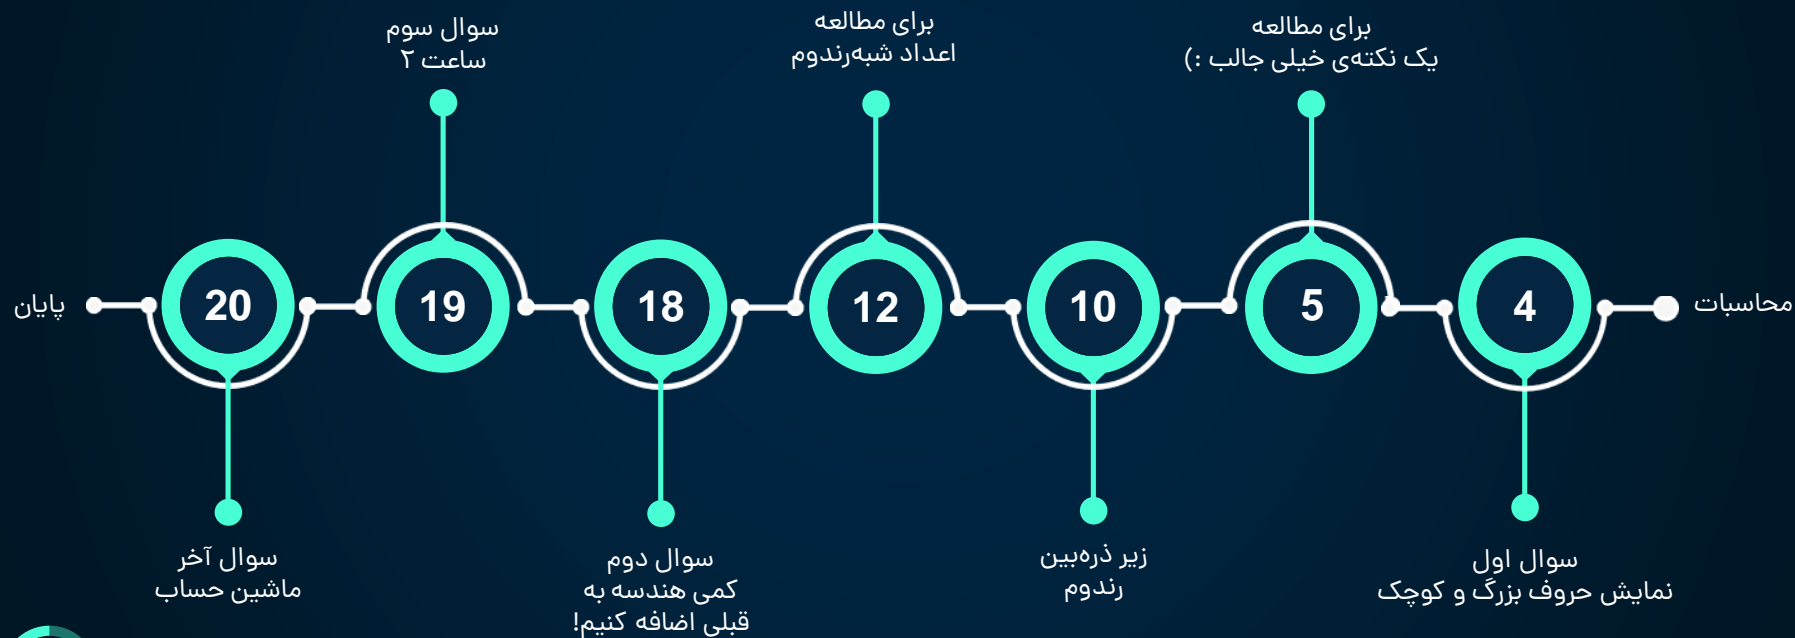 محاسبات
4
سوال اول
نمایش حروف بزرگ و کوچک
5
برای مطالعه
یک نکته‌ی خیلی جالب :)
10
زیر ذره‌بین
رندوم
12
برای مطالعه
اعداد شبه‌رندوم
18
سوال دوم
کمی هندسه به
قبلی اضافه کنیم!
19
سوال سوم
ساعت ۲
20
سوال آخر
ماشین حساب
پایان